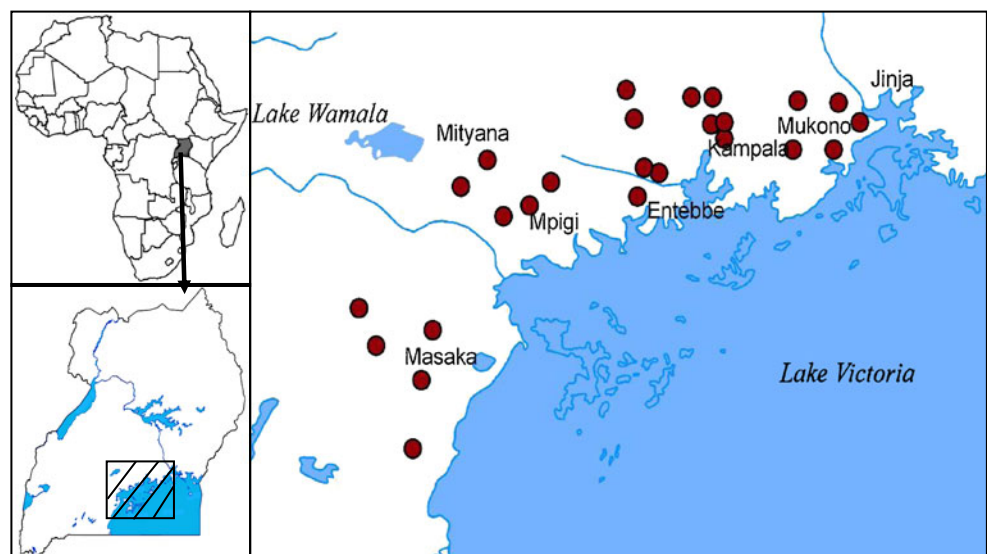 Jinja
Lake Wamala
Mityana
Mukono
Kampala
Entebbe
Mpigi
Masaka
Lake Victoria